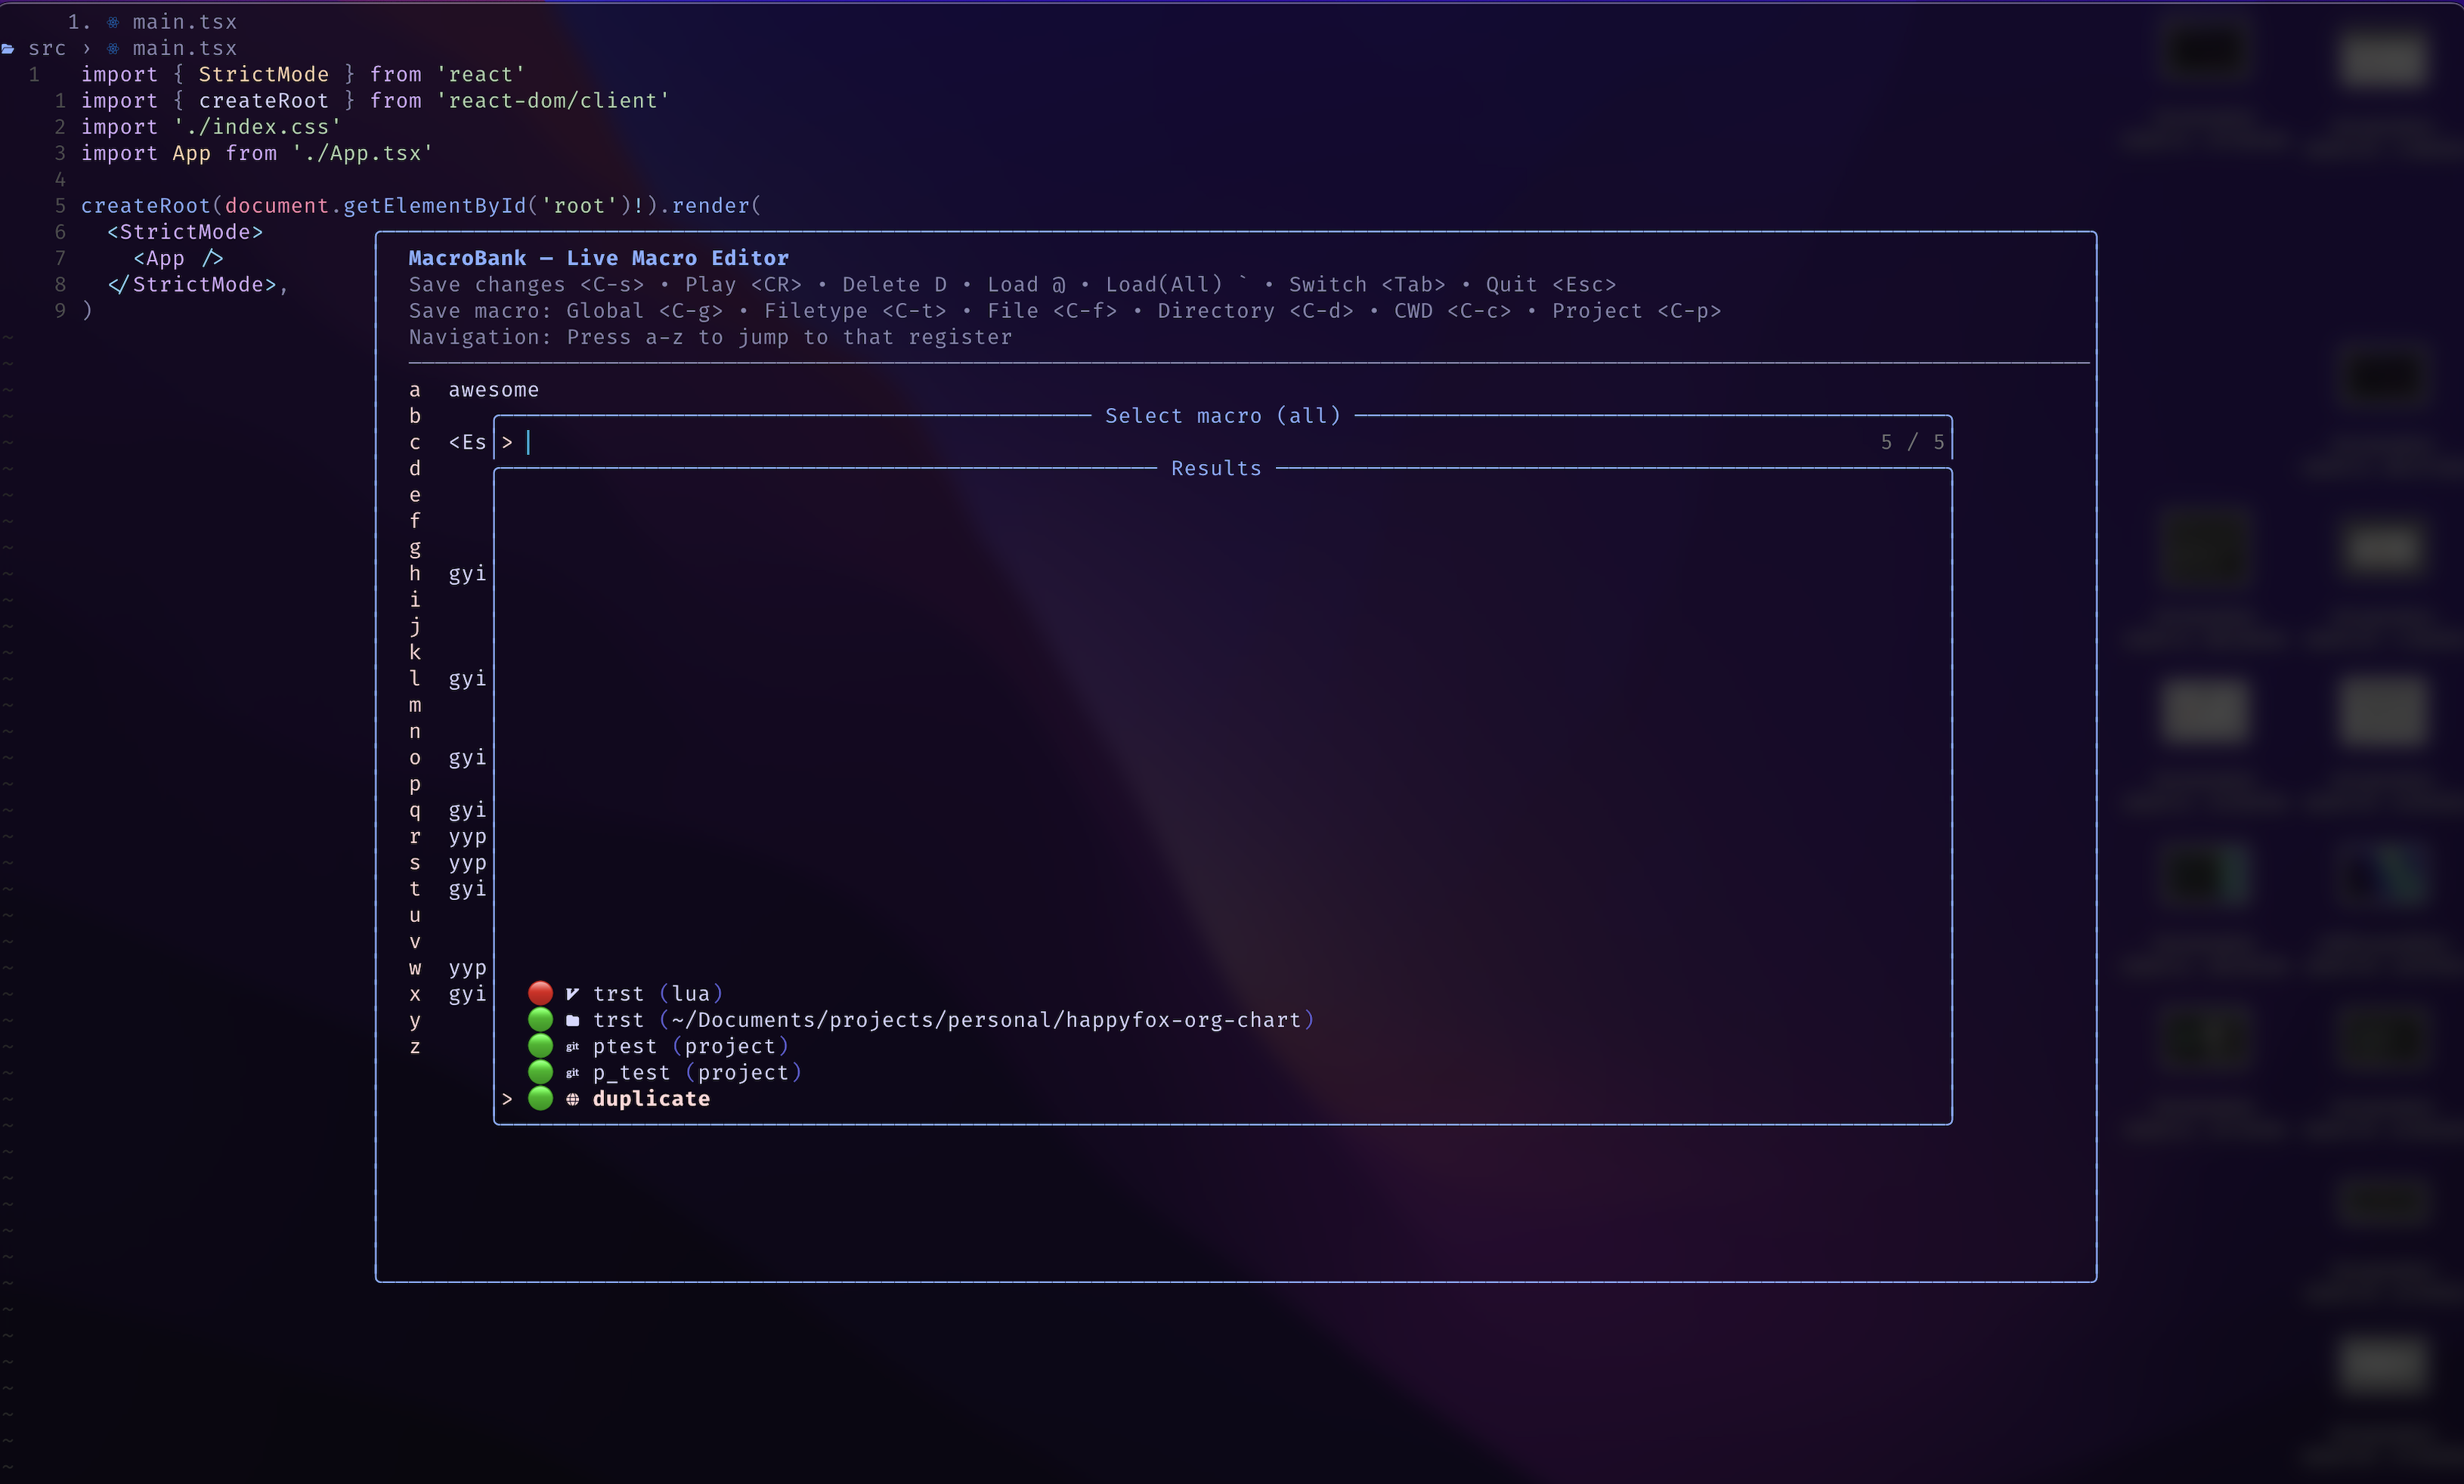 1. main.tsx
src › main.tsx
1 import { StrictMode } from 'react'
1 import { createRoot } from 'react-dom/client'
2 import './index.css'
3 import App from './App.tsx'
4
5 createRoot(document.getElementById('root')!).render(
6 <StrictMode>
7 <App />
8 </StrictMode>,
9 )
MacroBank — Live Macro Editor
Save changes <C-s> • Play <CR> • Delete D • Load @ • Load(All) ` • Switch <Tab> • Quit <Esc>
Save macro: Global <C-g> • Filetype <C-t> • File <C-f> • Directory <C-d> • CWD <C-c> • Project <C-p>
Navigation: Press a-z to jump to that register
a awesome
b
c <Es
d
e
f
g
h gyi
i
j
k
l gyi
m
n
o gyi
p
q gyi
r yyp
s yyp
t gyi
u
v
w yyp
x gyi
y
z
Select macro (all)
> 5 / 5
Results
trst (lua)
trst (~/Documents/projects/personal/happyfox-org-chart)
git ptest (project)
git p_test (project)
> duplicate